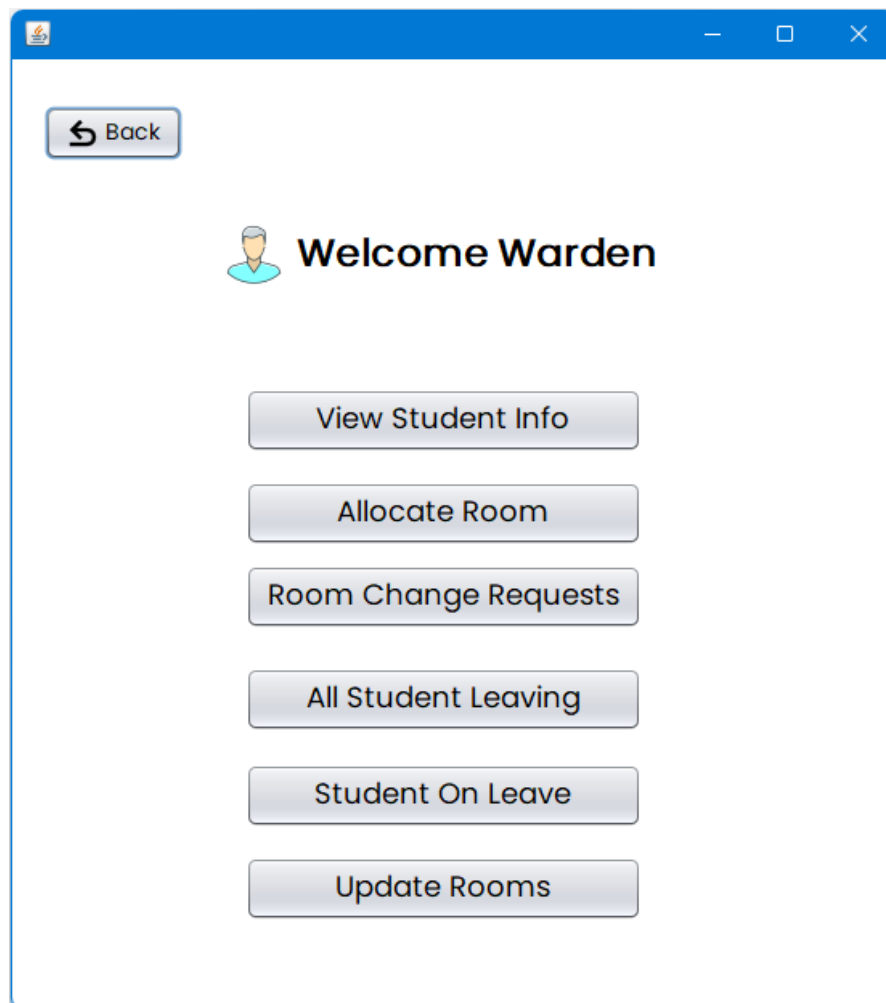 Back
Welcome Warden
View Student Info
Allocate Room
Room Change Requests
All Student Leaving
Student On Leave
Update Rooms